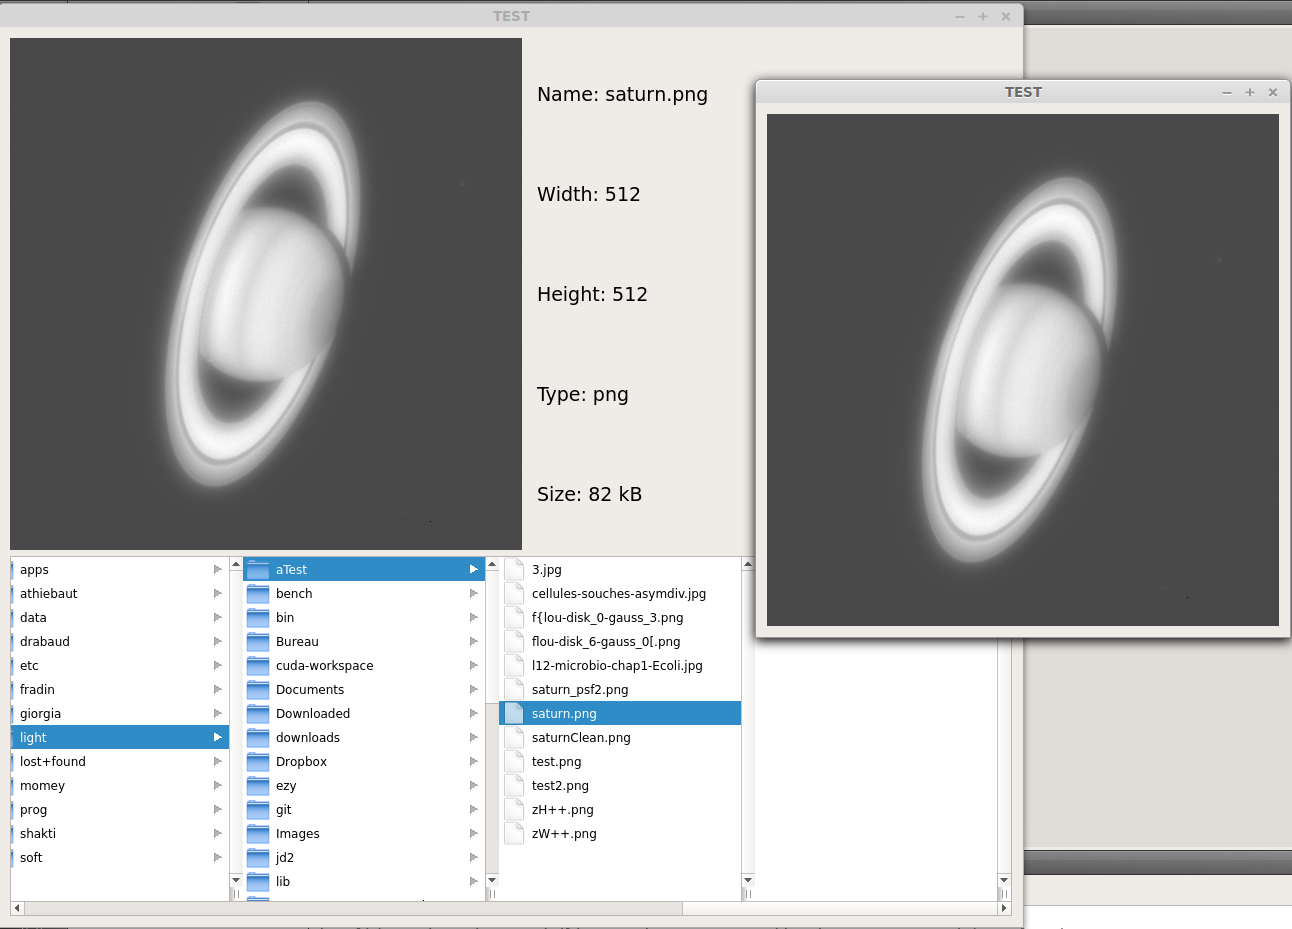 TEST
Name: saturn.png
Width: 512
Height: 512
Type: png
Size: 82 kB
TEST
apps
athiebaut
data
drabaud
etc
fradin
giorgia
light
lost+found
momey
prog
shakti
soft
aTest
bench
bin
Bureau
cuda-workspace
Documents
Downloaded
downloads
Dropbox
ezy
git
Images
jd2
lib
3.jpg
cellules-souches-asymdiv.jpg
f{lou-disk_0-gauss_3.png
flou-disk_6-gauss_0[.png
l12-microbio-chap1-Ecoli.jpg
saturn_psf2.png
saturn.png
saturnClean.png
test.png
test2.png
zH++.png
zW++.png